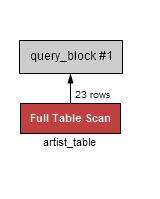 query_block #1
23 rows
Full Table Scan
artist_table